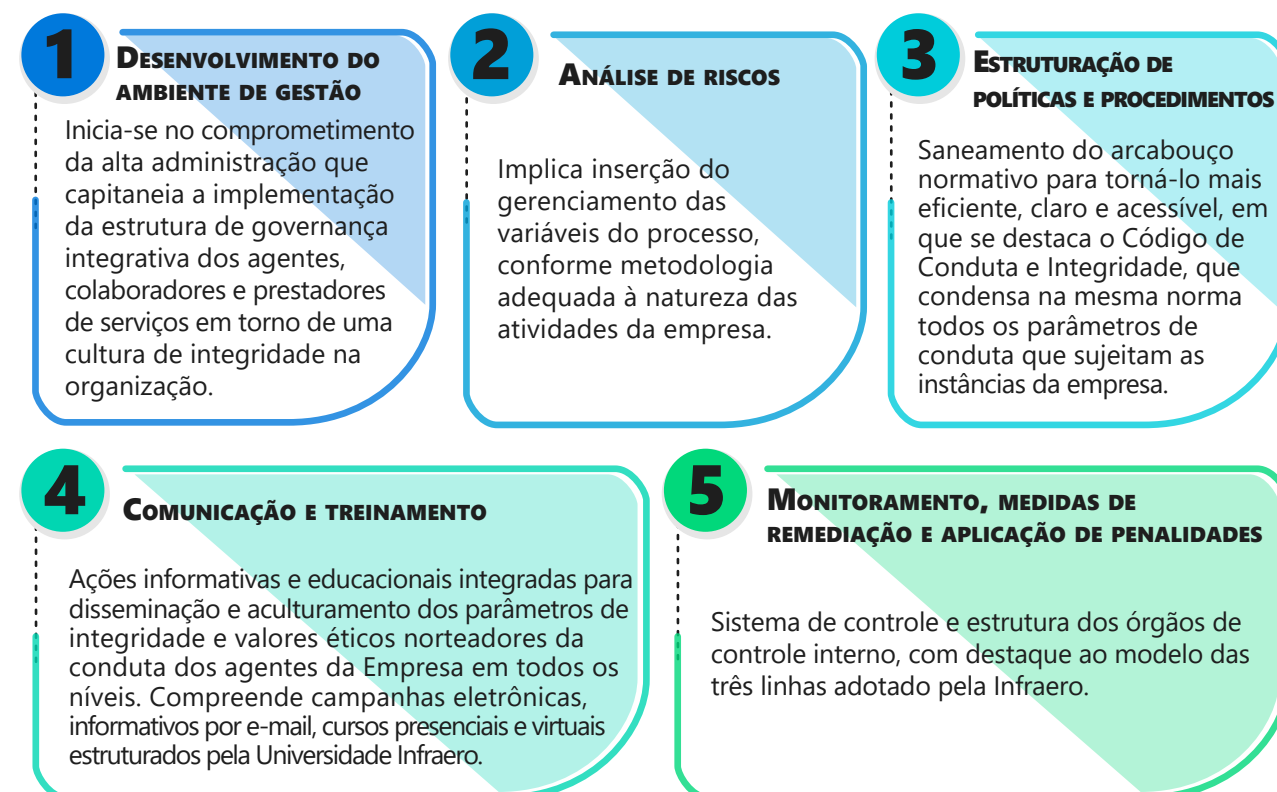 1
Desenvolvimento do
ambiente de gestão
Inicia-se no comprometimento
da alta administração que
capitaneia a implementação
da estrutura de governança
integrativa dos agentes,
colaboradores e prestadores
de serviços em torno de uma
cultura de integridade na
organização.
2
Análise de riscos
Implica inserção do
gerenciamento das
variáveis do processo,
conforme metodologia
adequada à natureza das
atividades da empresa.
3
Estruturação de
políticas e procedimentos
Saneamento do arcabouço
normativo para torná-lo mais
eficiente, claro e acessível, em
que se destaca o Código de
Conduta e Integridade, que
condensa na mesma norma
todos os parâmetros de
conduta que sujeitam as
instâncias da empresa.
4
Comunicação e treinamento
Ações informativas e educacionais integradas para
disseminação e aculturamento dos parâmetros de
integridade e valores éticos norteadores da
conduta dos agentes da Empresa em todos os
níveis. Compreende campanhas eletrônicas,
informativos por e-mail, cursos presenciais e virtuais
estruturados pela Universidade Infraero.
5
Monitoramento, medidas de
remediação e aplicação de penalidades
Sistema de controle e estrutura dos órgãos de
controle interno, com destaque ao modelo das
três linhas adotado pela Infraero.